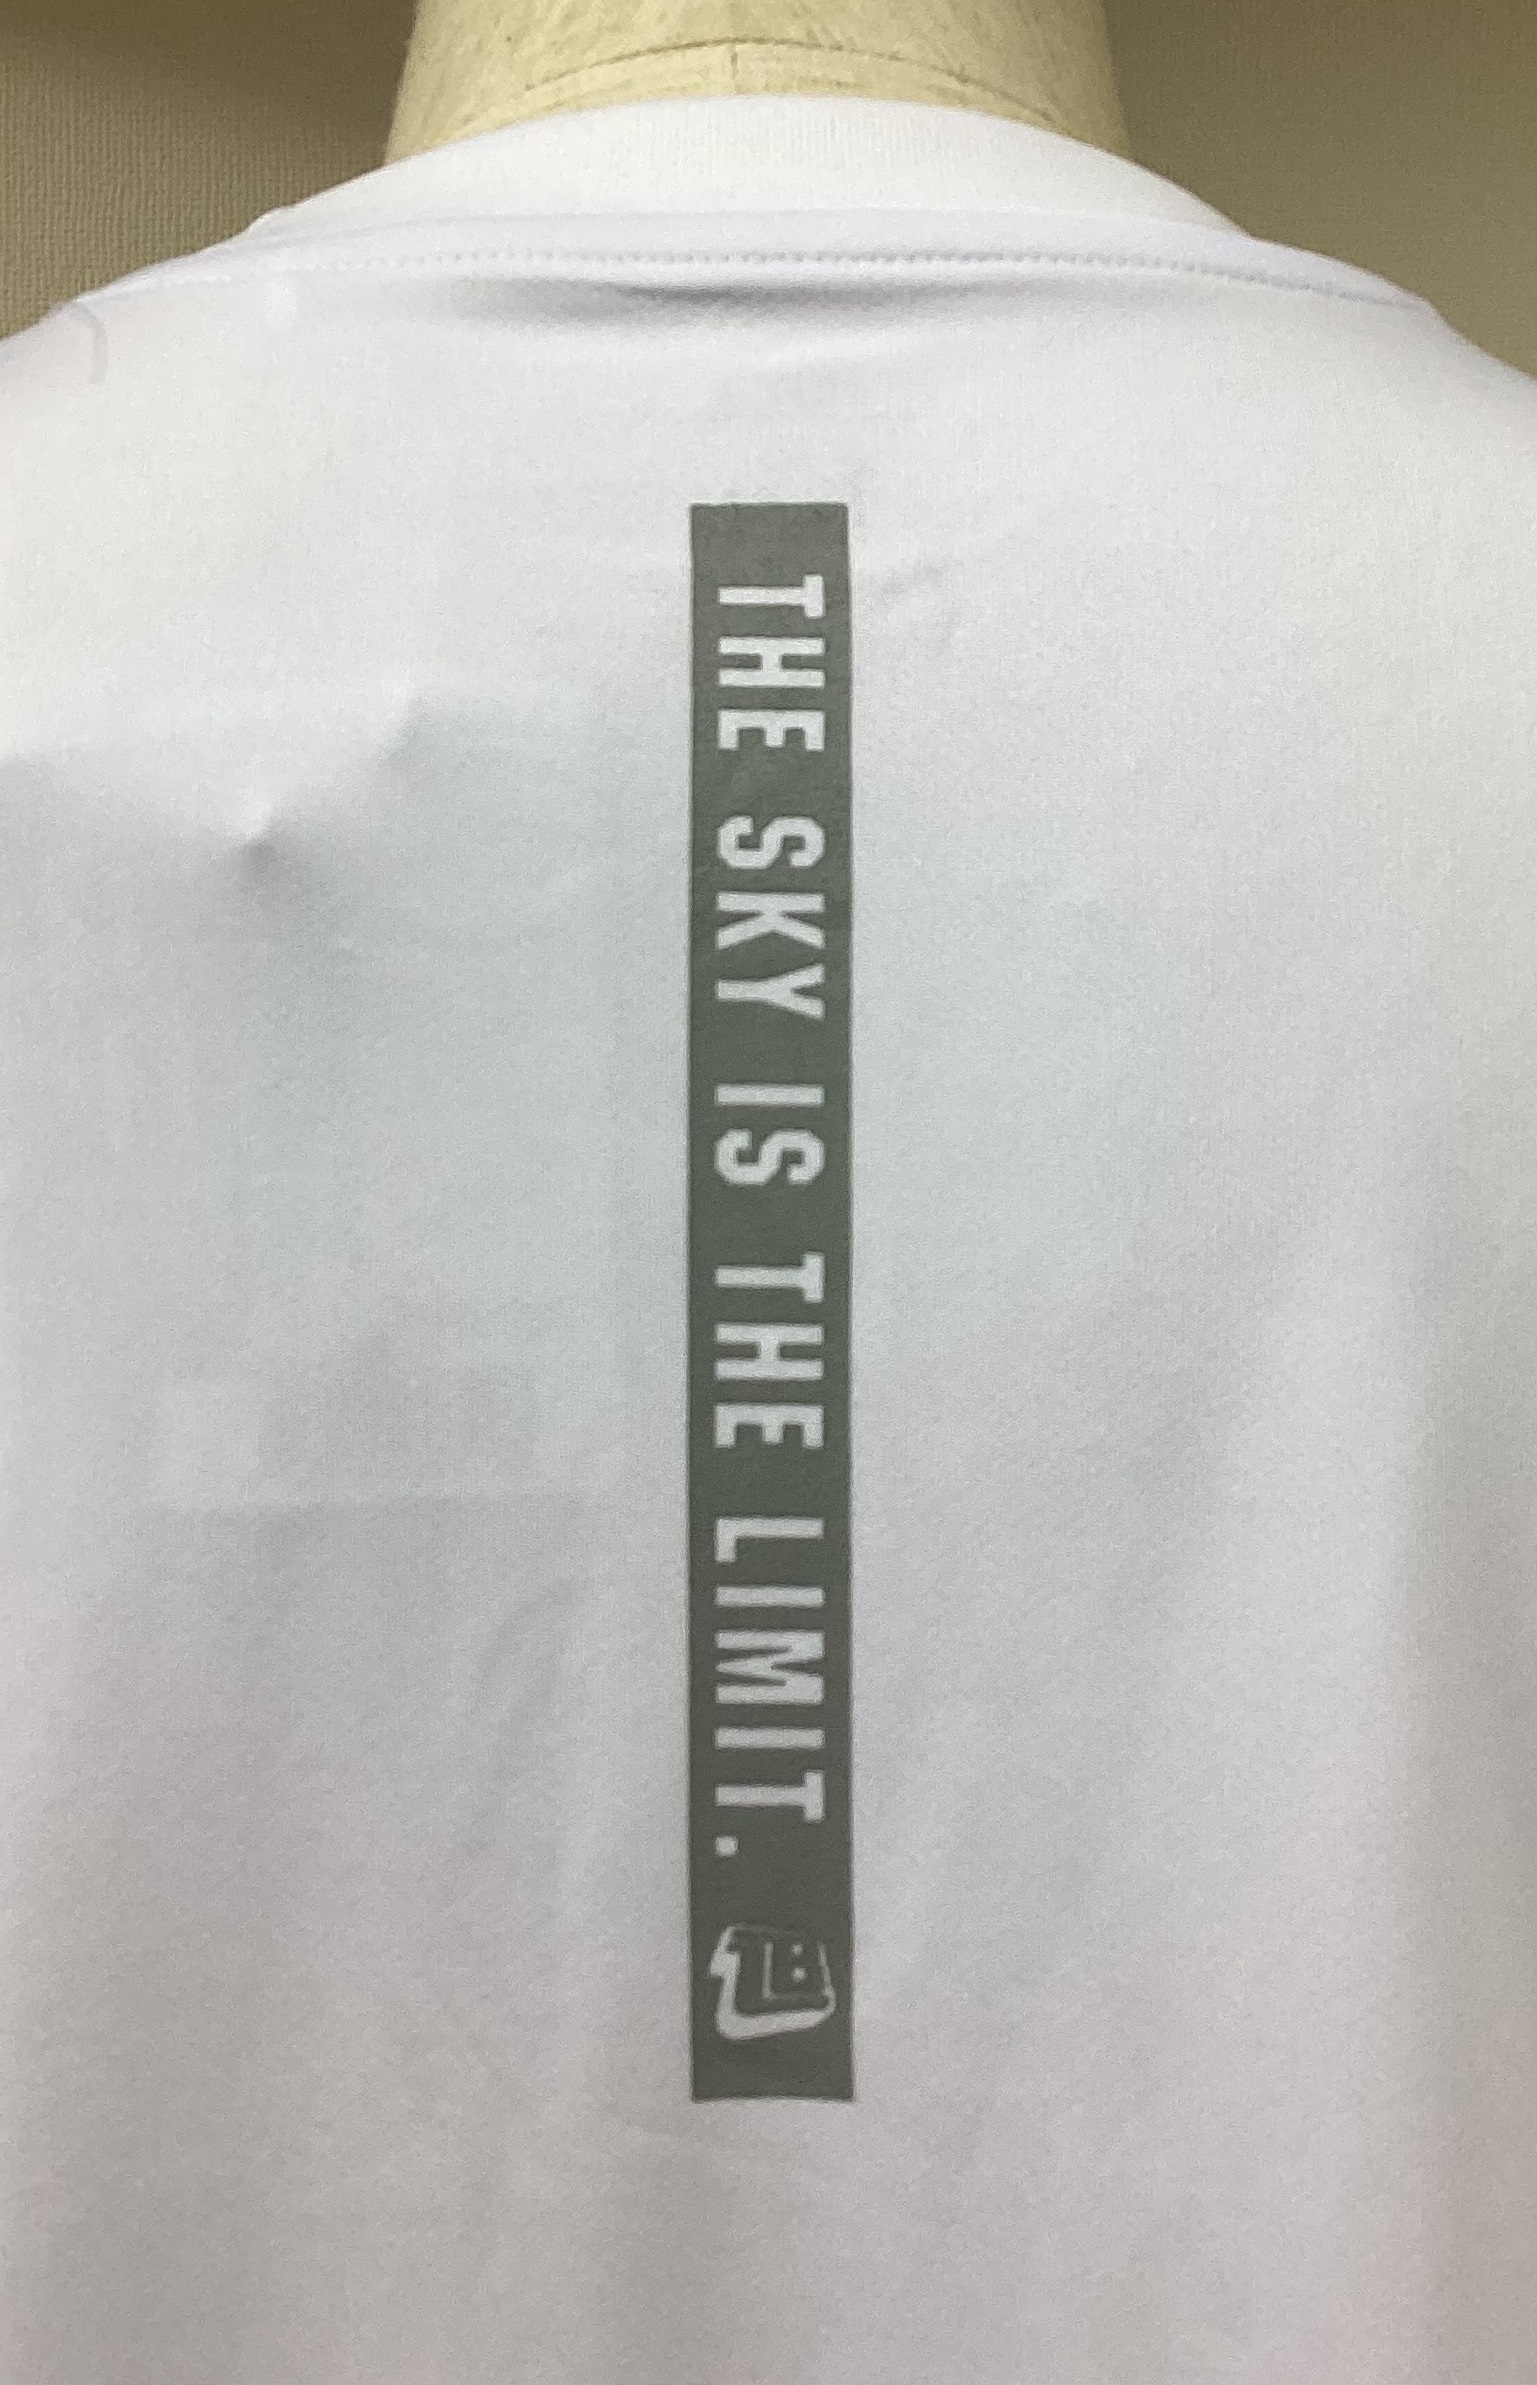 THE SKY IS THE LIMIT.